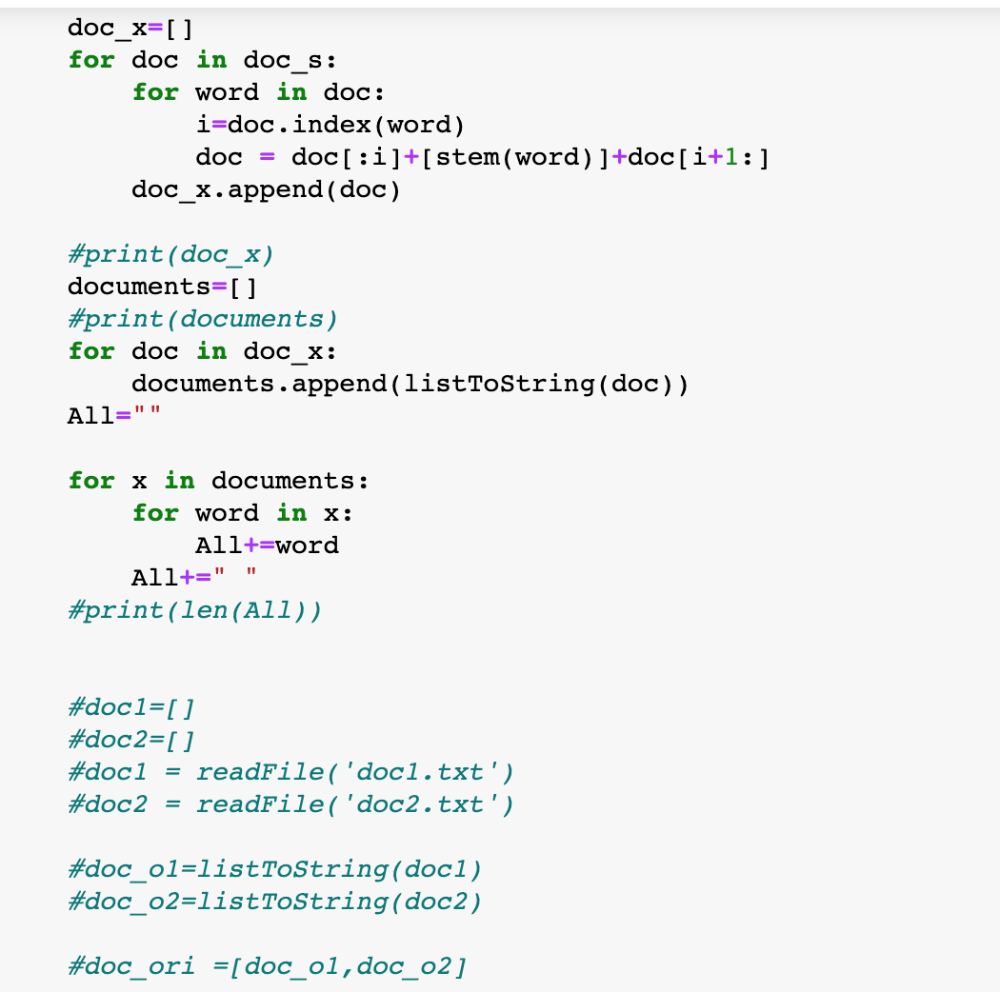 doc_x=[]
for doc in doc_s:
    for word in doc:
        i=doc.index(word)
        doc = doc[:i]+[stem(word)]+doc[i+1:]
    doc_x.append(doc)

#print(doc_x)
documents=[]
#print(documents)
for doc in doc_x:
    documents.append(listToString(doc))
All=""

for x in documents:
    for word in x:
        All+=word
    All+=" "
#print(len(All))

#doc1=[]
#doc2=[]
#doc1 = readFile('doc1.txt')
#doc2 = readFile('doc2.txt')

#doc_o1=listToString(doc1)
#doc_o2=listToString(doc2)

#doc_ori =[doc_o1,doc_o2]